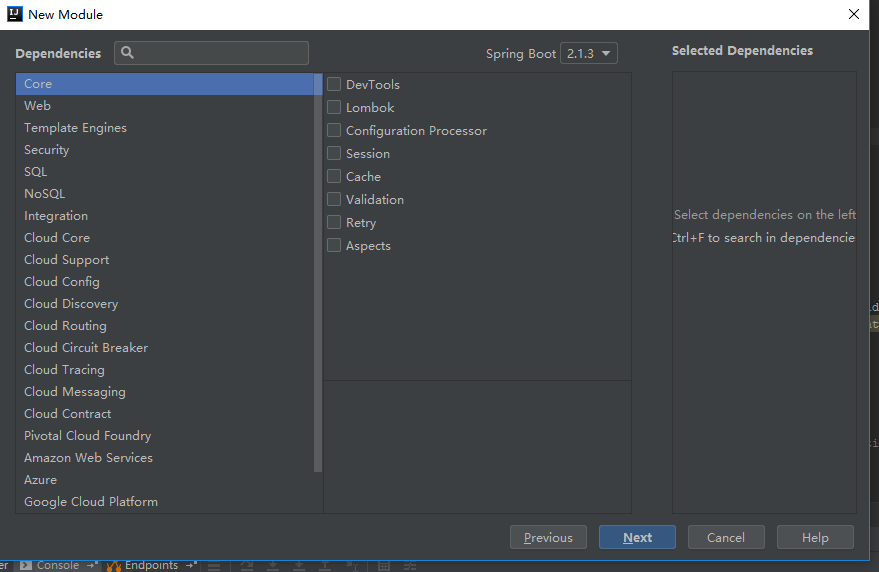 New Module
Dependencies
Spring Boot 2.1.3
Selected Dependencies
Core
Web
Template Engines
Security
SQL
NoSQL
Integration
Cloud Core
Cloud Support
Cloud Config
Cloud Discovery
Cloud Routing
Cloud Circuit Breaker
Cloud Tracing
Cloud Messaging
Cloud Contract
Pivotal Cloud Foundry
Amazon Web Services
Azure
Google Cloud Platform
DevTools
Lombok
Configuration Processor
Session
Cache
Validation
Retry
Aspects
Select dependencies on the left
Ctrl+F to search in dependencie
Previous
Next
Cancel
Help
Console
Endpoints